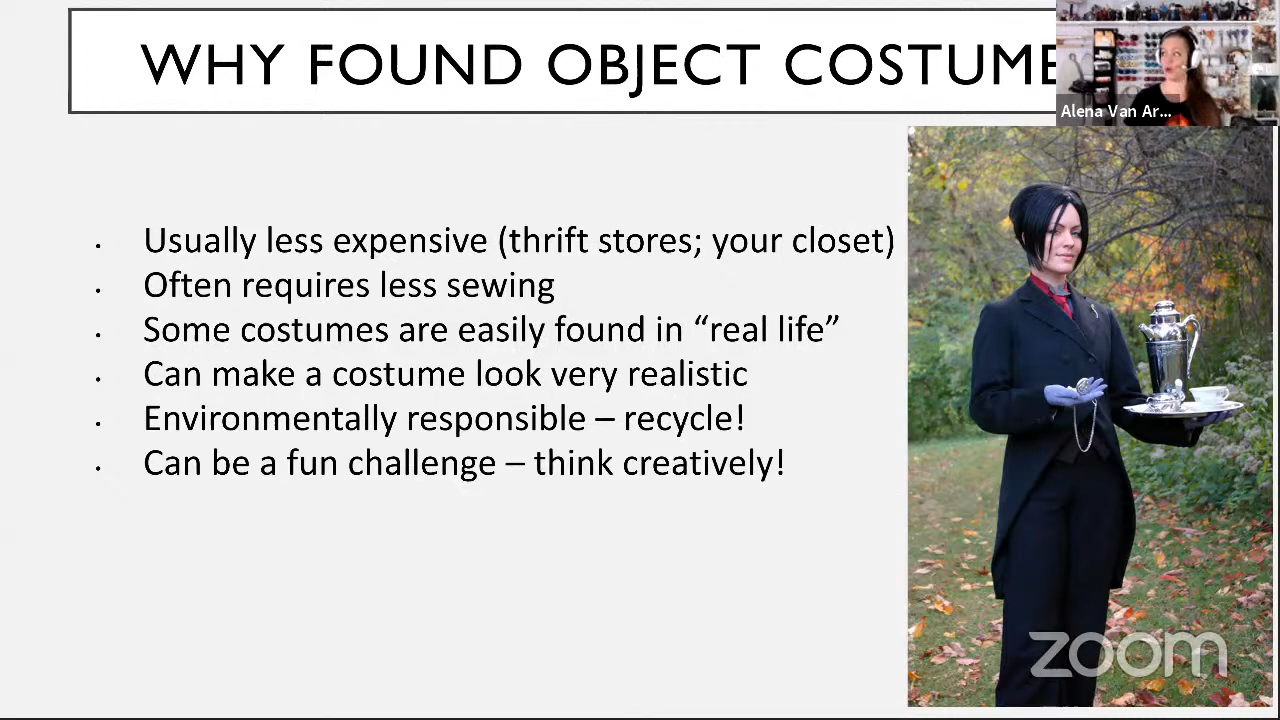 WHY FOUND OBJECT COSTUME
Alena Van Ar...
· Usually less expensive (thrift stores; your closet)
· Often requires less sewing
· Some costumes are easily found in “real life”
· Can make a costume look very realistic
· Environmentally responsible – recycle!
· Can be a fun challenge – think creatively!
zoom